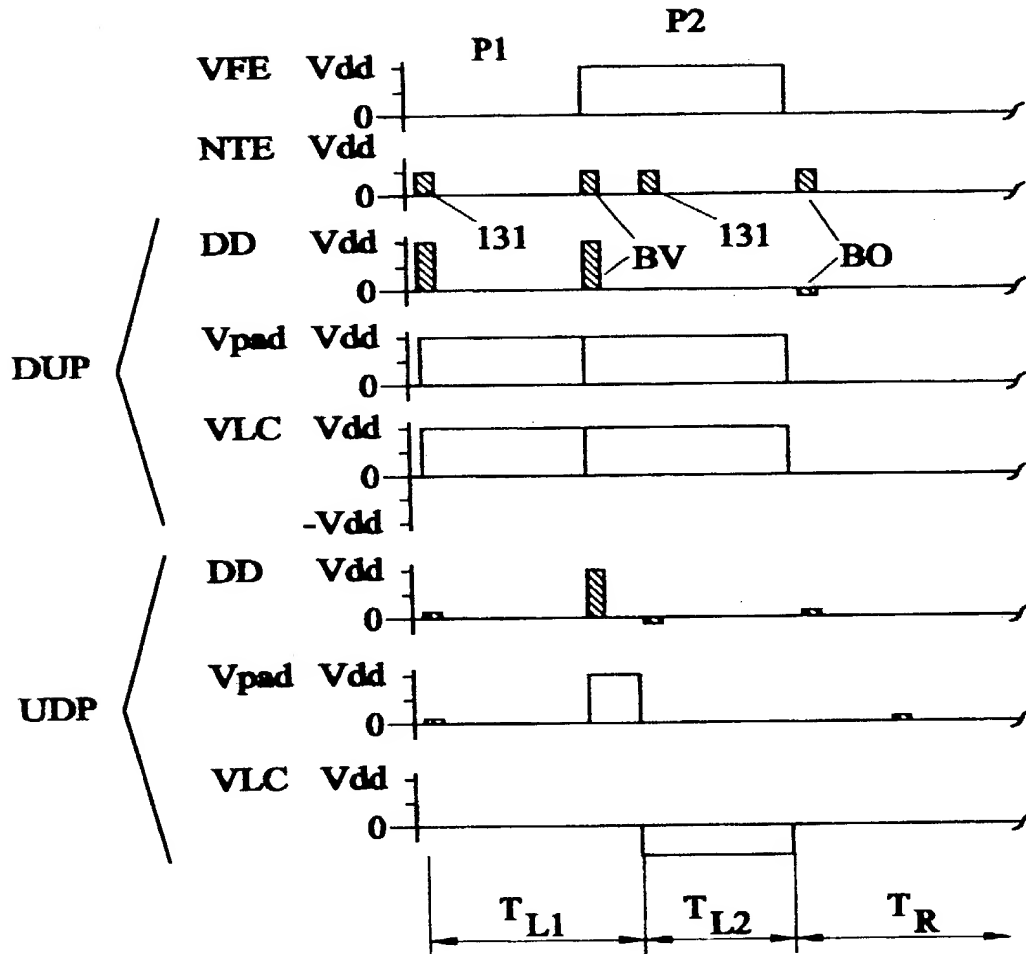 P1 P2
VFE Vdd
0
NTE Vdd
0
131 131
DUP
DD Vdd
BV BO
0
Vpad Vdd
0
VLC Vdd
0
-Vdd
UDP
DD Vdd
0
Vpad Vdd
0
VLC Vdd
0
TL1 TL2 TR